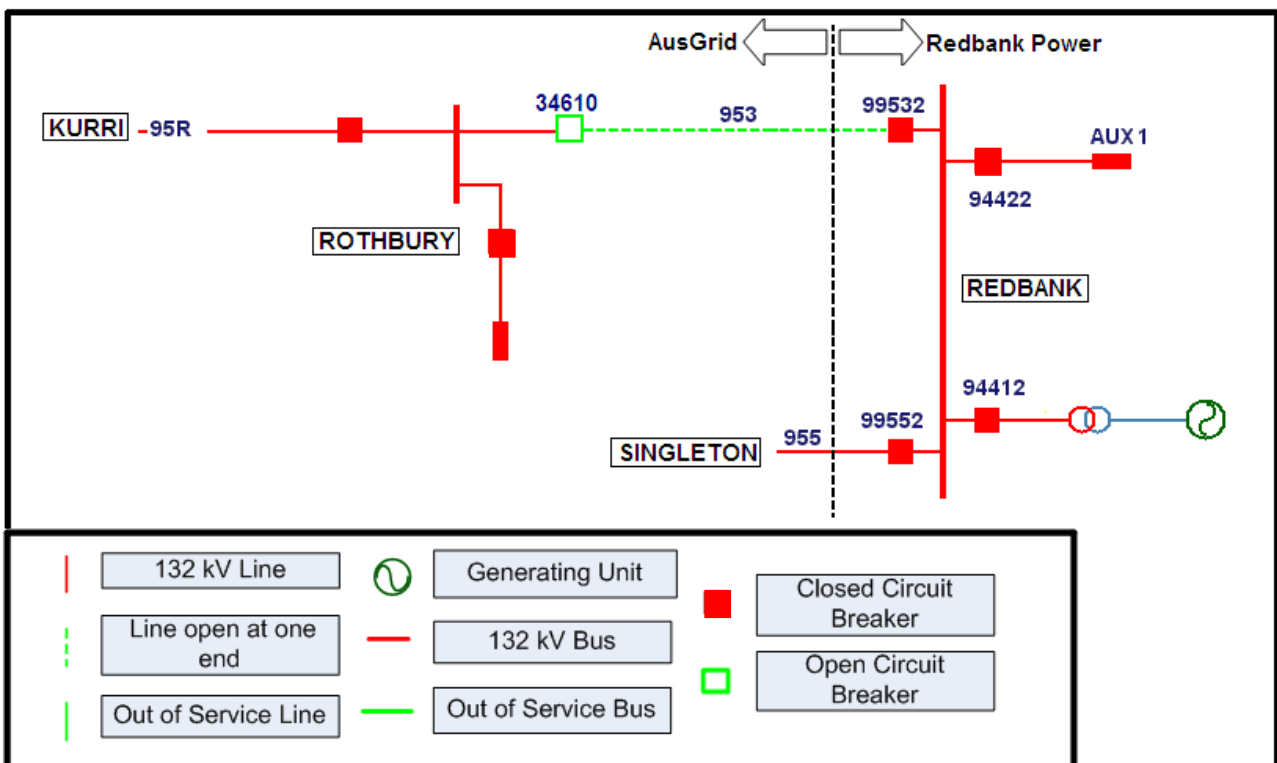 AusGrid
Redbank Power
34610
953
99532
KURRI
95R
AUX 1
94422
ROTHBURY
REDBANK
94412
99552
955
SINGLETON
132 kV Line
Generating Unit
Closed Circuit
Breaker
Line open at one
end
132 kV Bus
Open Circuit
Breaker
Out of Service Line
Out of Service Bus